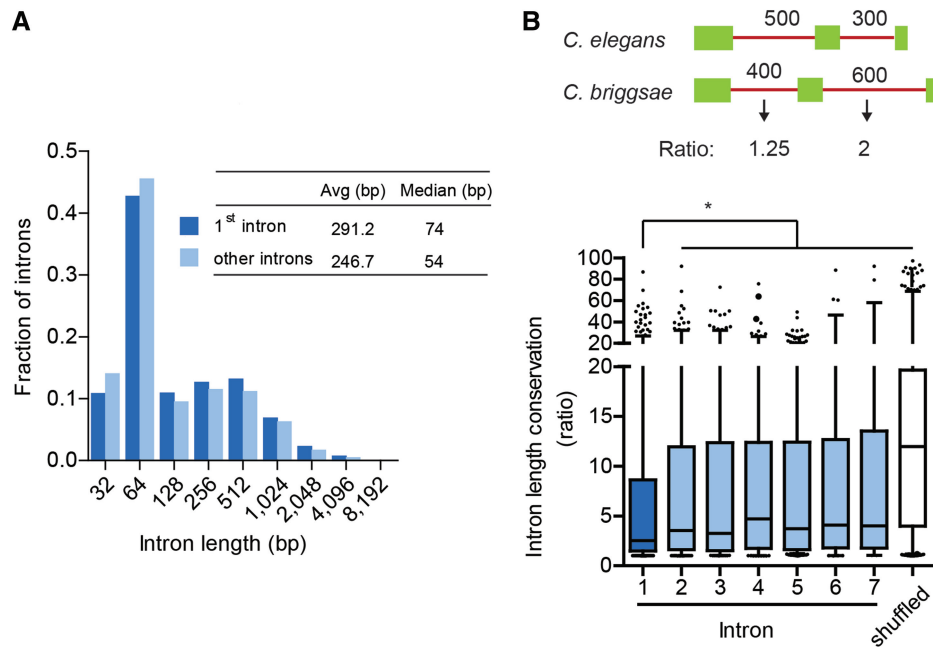 A
0.5
0.4
0.3
0.2
0.1
0.0
Fraction of introns
Avg (bp) Median (bp)
1st intron 291.2 74
other introns 246.7 54
32 64 128 256 512 1,024 2,048 4,096 8,192
Intron length (bp)
B
500 300
C. elegans
400 600
C. briggsae
Ratio: 1.25 2
*
100
80
60
40
20
20
15
10
5
0
Intron length conservation
(ratio)
1 2 3 4 5 6 7 shuffled
Intron